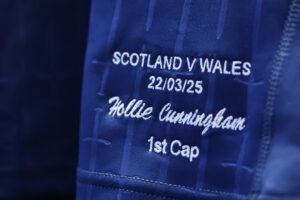 SCOTLAND V WALES
22/03/25
Hollie Cunningham
1st Cap